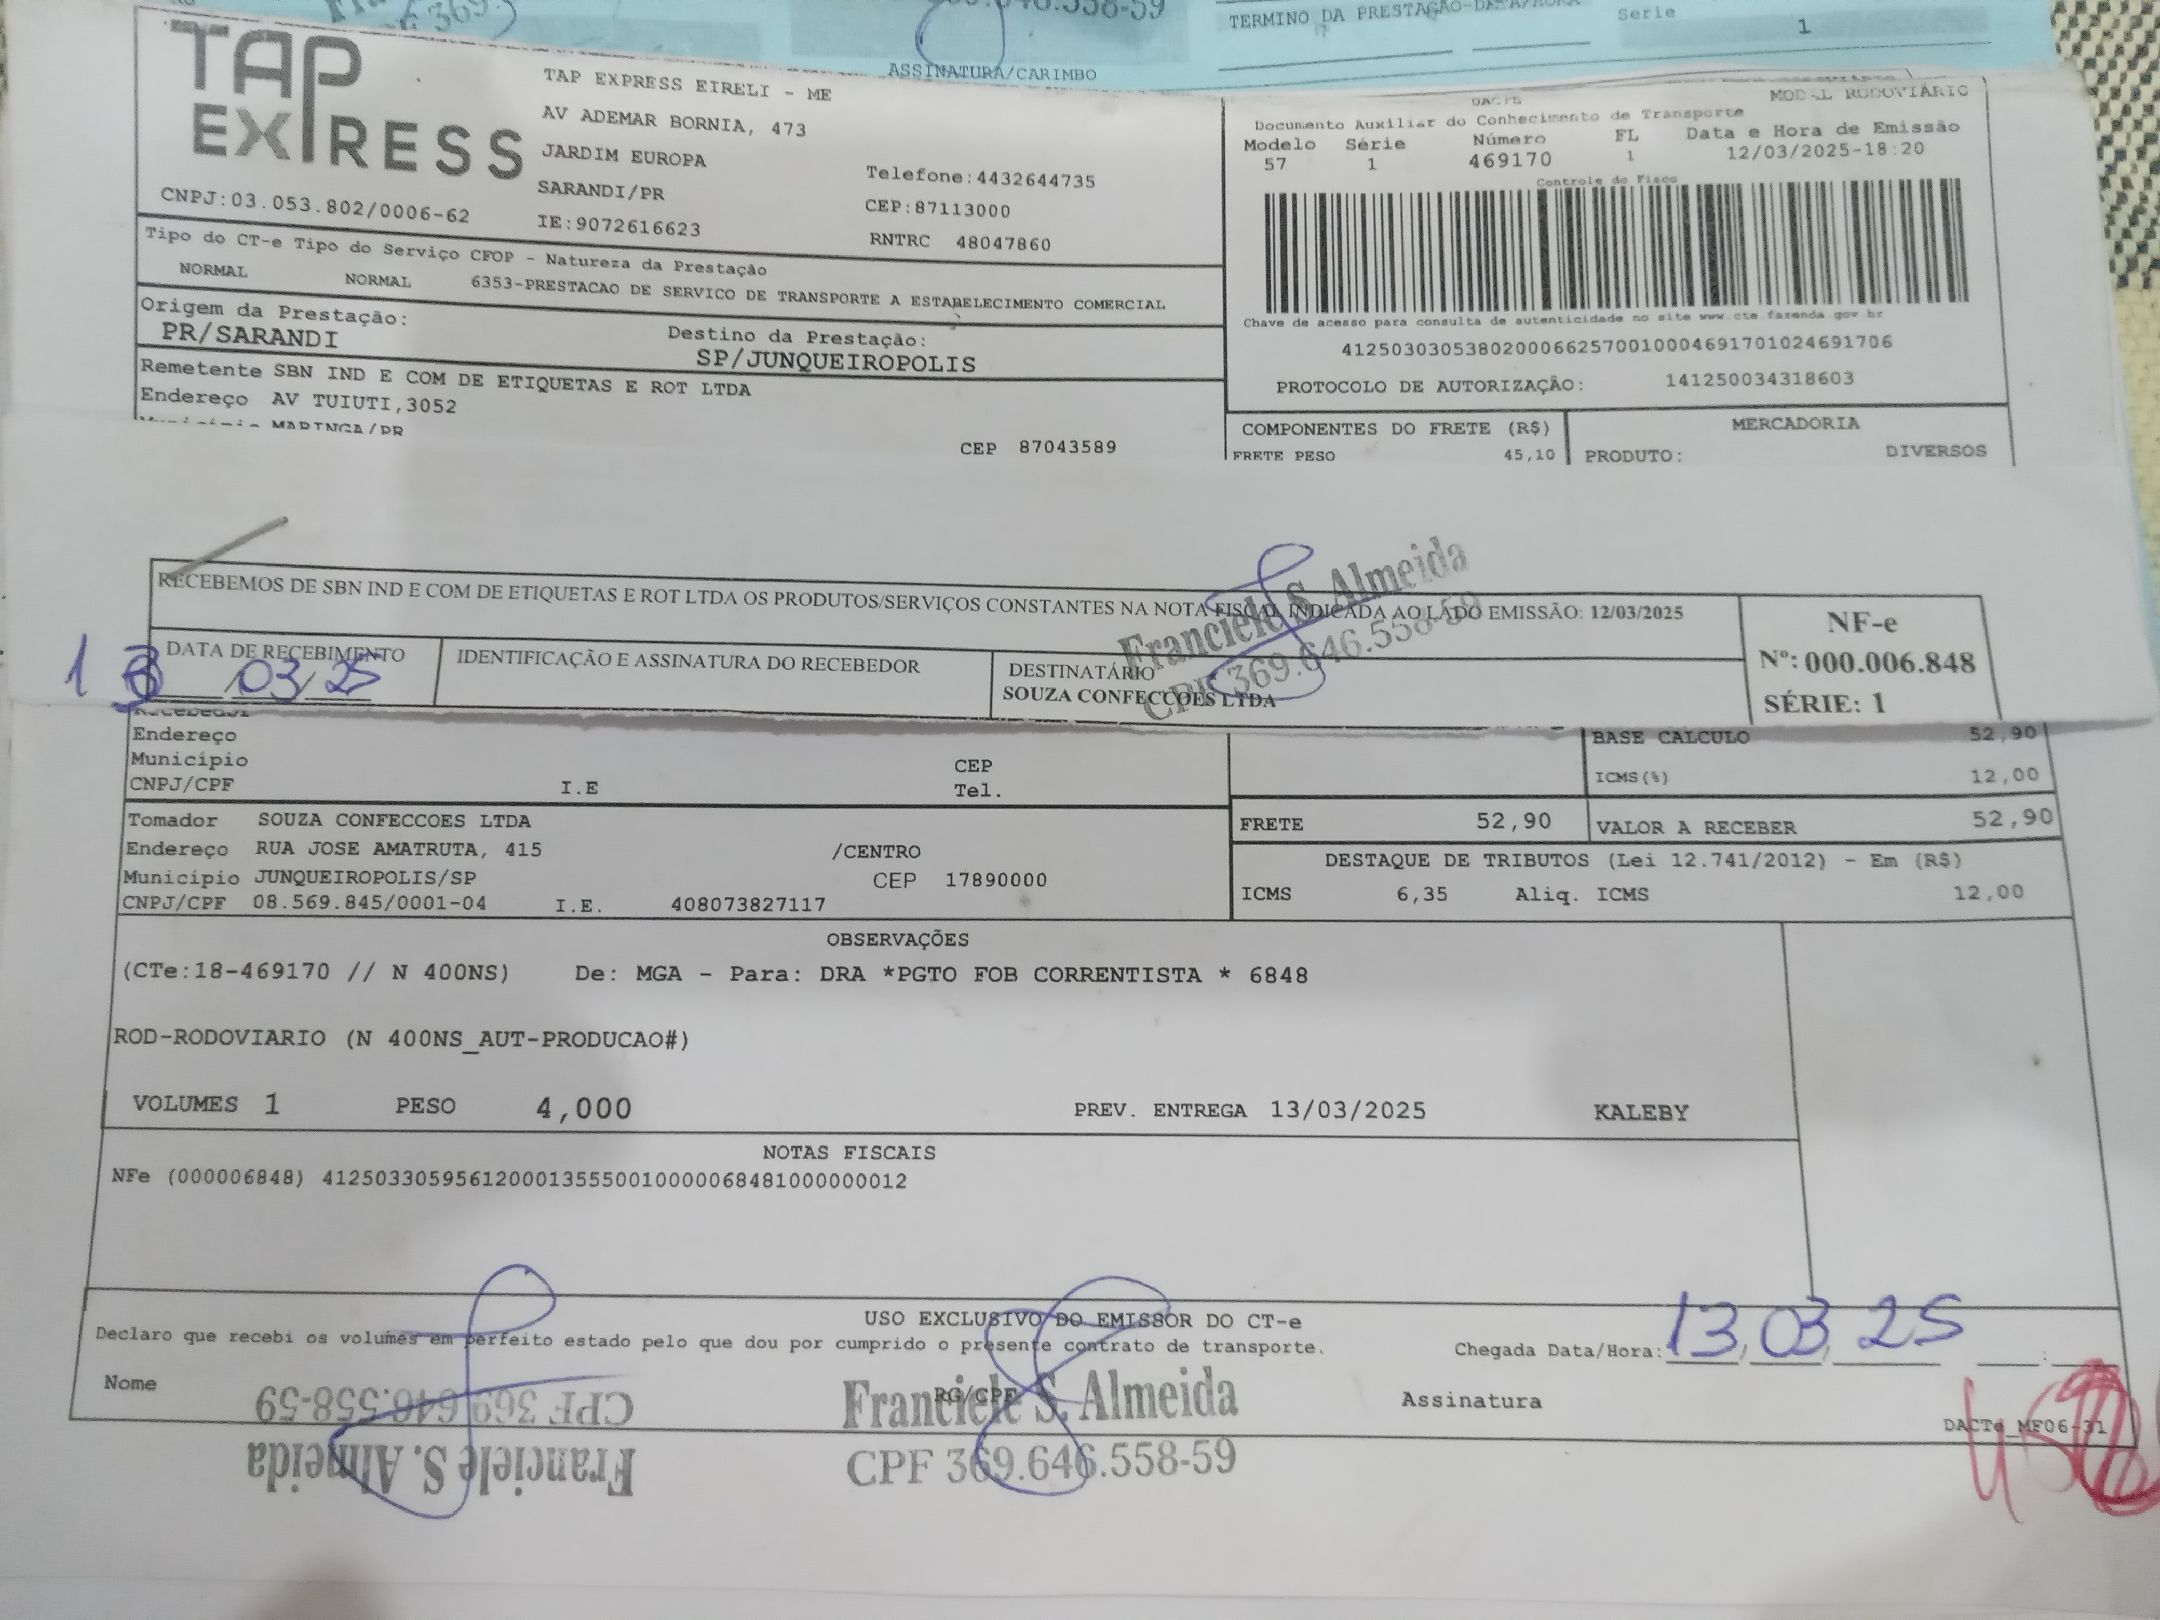 TERMINO DA PRESTAÇÃO-DATA/HORA
Serie
1
ASSINATURA/CARIMBO
TAP EXPRESS
TAP EXPRESS EIRELI - ME
AV ADEMAR BORNIA, 473
JARDIM EUROPA
SARANDI/PR
IE:9072616623
Telefone:4432644735
CEP:87113000
RNTRC 48047860
CNPJ:03.053.802/0006-62
MODAL RODOVIÁRIO
Documento Auxiliar do Conhecimento de Transporte
Modelo Série Número FL Data e Hora de Emissão
57 1 469170 1 12/03/2025-18:20
Controle do Fisco
Chave de acesso para consulta de autenticidade no site www cte fazenda gov br
41250303053802000662570010004691701024691706
PROTOCOLO DE AUTORIZAÇÃO: 141250034318603
Tipo do CT-e Tipo do Serviço CFOP - Natureza da Prestação
NORMAL NORMAL 6353-PRESTACAO DE SERVICO DE TRANSPORTE A ESTABELECIMENTO COMERCIAL
Origem da Prestação: Destino da Prestação:
PR/SARANDI SP/JUNQUEIROPOLIS
Remetente SBN IND E COM DE ETIQUETAS E ROT LTDA
Endereço AV TUIUTI,3052
MARINGA/PR
CEP 87043589
COMPONENTES DO FRETE (R$) MERCADORIA
FRETE PESO 45,10 PRODUTO: DIVERSOS
RECEBEMOS DE SBN IND E COM DE ETIQUETAS E ROT LTDA OS PRODUTOS/SERVIÇOS CONSTANTES NA NOTA FISCAL INDICADA AO LADO EMISSÃO: 12/03/2025
Franciele S. Almeida
CPF 369.646.558-59
DATA DE RECEBIMENTO IDENTIFICAÇÃO E ASSINATURA DO RECEBEDOR DESTINATÁRIO
13 03/25
SOUZA CONFECCOES LTDA
NF-e
Nº: 000.006.848
SÉRIE: 1
Endereço
Município CEP
CNPJ/CPF I.E Tel.
BASE CALCULO 52,90
ICMS(%) 12,00
Tomador SOUZA CONFECCOES LTDA
Endereço RUA JOSE AMATRUTA, 415 /CENTRO
Município JUNQUEIROPOLIS/SP CEP 17890000
CNPJ/CPF 08.569.845/0001-04 I.E. 408073827117
FRETE 52,90 VALOR A RECEBER 52,90
DESTAQUE DE TRIBUTOS (Lei 12.741/2012) - Em (R$)
ICMS 6,35 Aliq. ICMS 12,00
OBSERVAÇÕES
(CTe:18-469170 // N 400NS) De: MGA - Para: DRA *PGTO FOB CORRENTISTA * 6848
ROD-RODOVIARIO (N 400NS_AUT-PRODUCAO#)
VOLUMES 1 PESO 4,000 PREV. ENTREGA 13/03/2025 KALEBY
NOTAS FISCAIS
NFe (000006848) 41250330595612000135550010000068481000000012
USO EXCLUSIVO DO EMISSOR DO CT-e
Declaro que recebi os volumes em perfeito estado pelo que dou por cumprido o presente contrato de transporte.
Chegada Data/Hora: 13 03 25
Nome RG/CPF Assinatura
Franciele S. Almeida
CPF 369.646.558-59
Franciele S. Almeida
CPF 369.646.558-59
DACTe_MF06-31